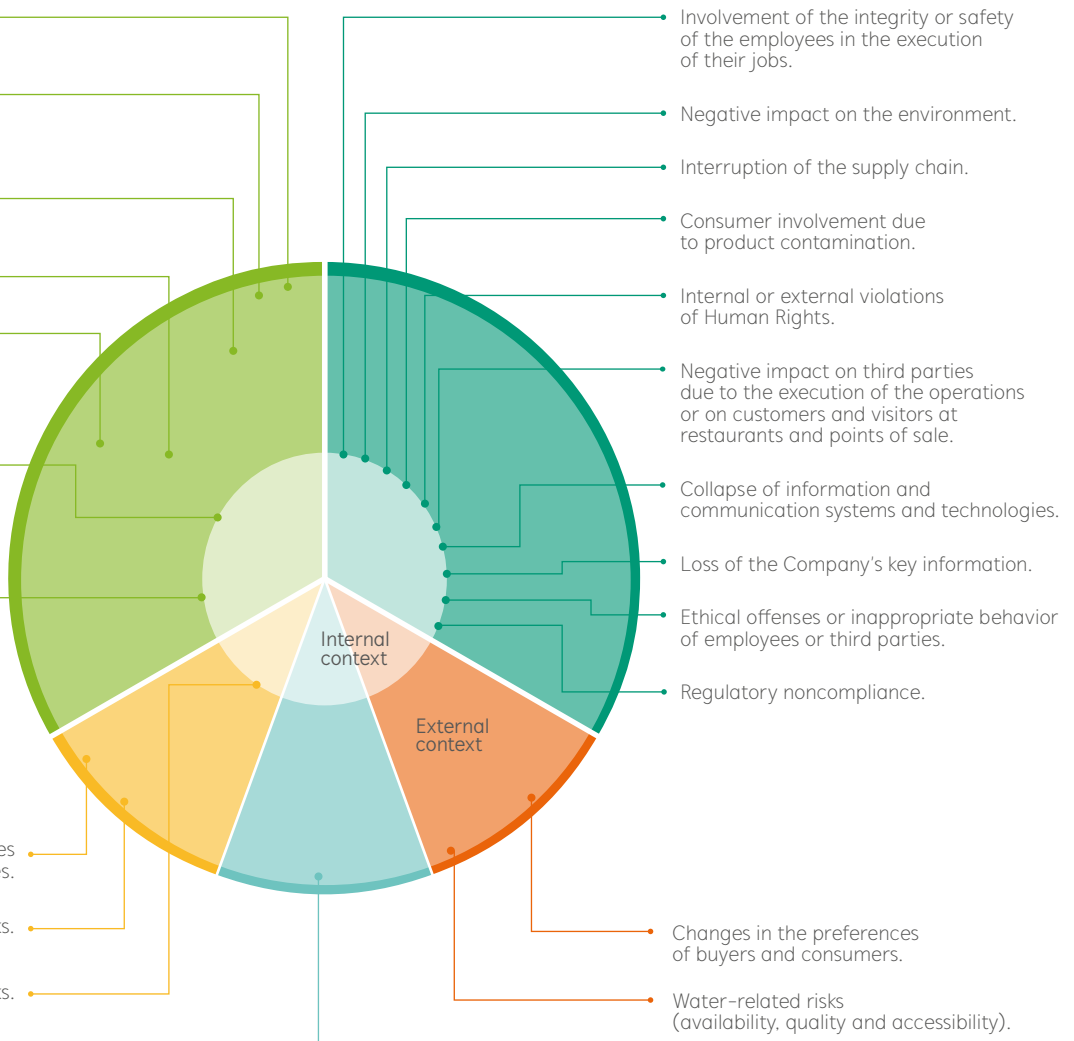 Involvement of the integrity or safety
of the employees in the execution
of their jobs.
Negative impact on the environment.
Interruption of the supply chain.
Consumer involvement due
to product contamination.
Internal or external violations
of Human Rights.
Negative impact on third parties
due to the execution of the operations
or on customers and visitors at
restaurants and points of sale.
Collapse of information and
communication systems and technologies.
Loss of the Company's key information.
Ethical offenses or inappropriate behavior
of employees or third parties.
Regulatory noncompliance.
Internal
context
External
context
Changes in the preferences
of buyers and consumers.
Water-related risks
(availability, quality and accessibility).